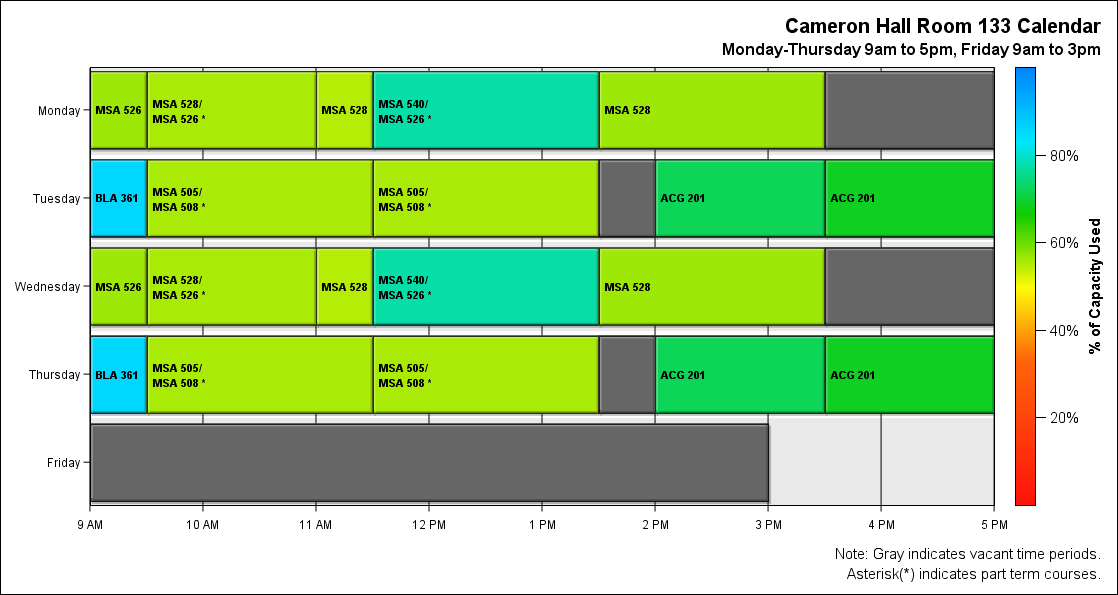 Cameron Hall Room 133 Calendar
Monday-Thursday 9am to 5pm, Friday 9am to 3pm
Monday
MSA 526
MSA 528/
MSA 526 *
MSA 528
MSA 540/
MSA 526 *
MSA 528
Tuesday
BLA 361
MSA 505/
MSA 508 *
MSA 505/
MSA 508 *
ACG 201
ACG 201
Wednesday
MSA 526
MSA 528/
MSA 526 *
MSA 528
MSA 540/
MSA 526 *
MSA 528
Thursday
BLA 361
MSA 505/
MSA 508 *
MSA 505/
MSA 508 *
ACG 201
ACG 201
Friday
9 AM
10 AM
11 AM
12 PM
1 PM
2 PM
3 PM
4 PM
5 PM
80%
60%
40%
20%
% of Capacity Used
Note: Gray indicates vacant time periods.
Asterisk(*) indicates part term courses.